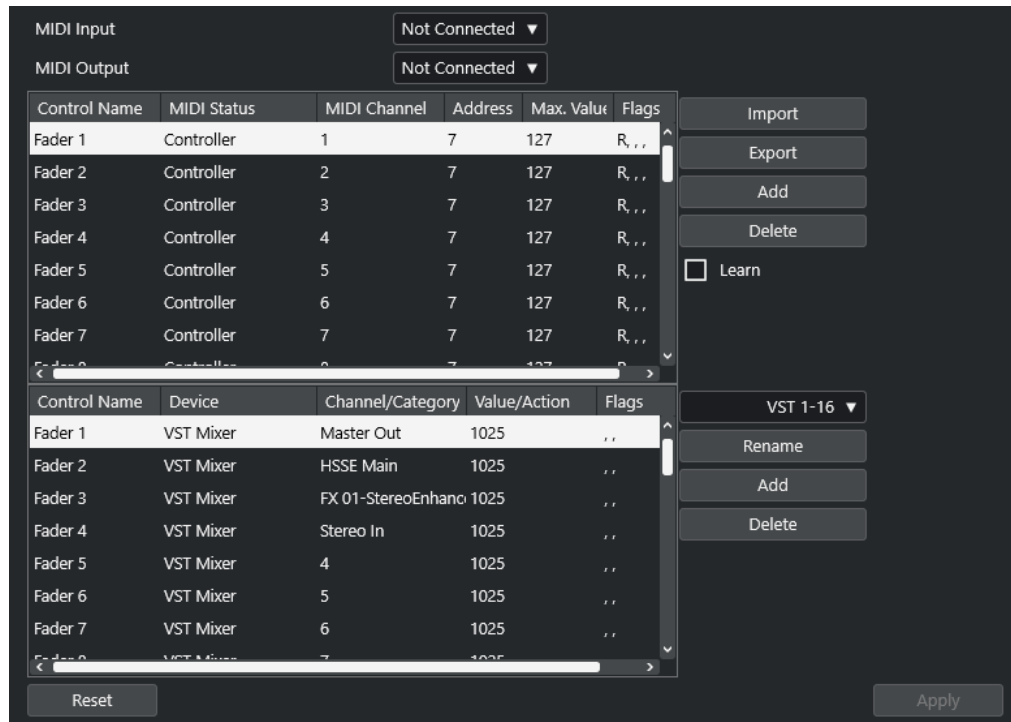 MIDI Input Not Connected ▼
MIDI Output Not Connected ▼
Control Name MIDI Status MIDI Channel Address Max. Value Flags
Fader 1 Controller 1 7 127 R, , ,
Fader 2 Controller 2 7 127 R, , ,
Fader 3 Controller 3 7 127 R, , ,
Fader 4 Controller 4 7 127 R, , ,
Fader 5 Controller 5 7 127 R, , ,
Fader 6 Controller 6 7 127 R, , ,
Fader 7 Controller 7 7 127 R, , ,
Import
Export
Add
Delete
Learn
Control Name Device Channel/Category Value/Action Flags
Fader 1 VST Mixer Master Out 1025 , ,
Fader 2 VST Mixer HSSE Main 1025 , ,
Fader 3 VST Mixer FX 01-StereoEnhanc 1025 , ,
Fader 4 VST Mixer Stereo In 1025 , ,
Fader 5 VST Mixer 4 1025 , ,
Fader 6 VST Mixer 5 1025 , ,
Fader 7 VST Mixer 6 1025 , ,
VST 1-16 ▼
Rename
Add
Delete
Reset
Apply